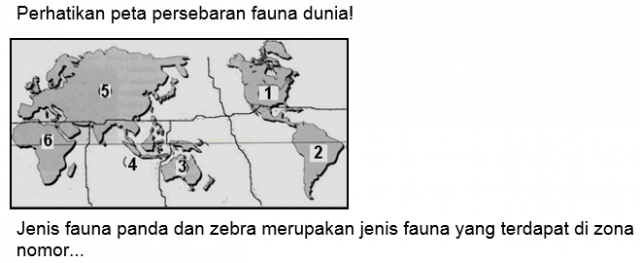 Perhatikan peta persebaran fauna dunia!
5
1
6
4
3
2
Jenis fauna panda dan zebra merupakan jenis fauna yang terdapat di zona
nomor...